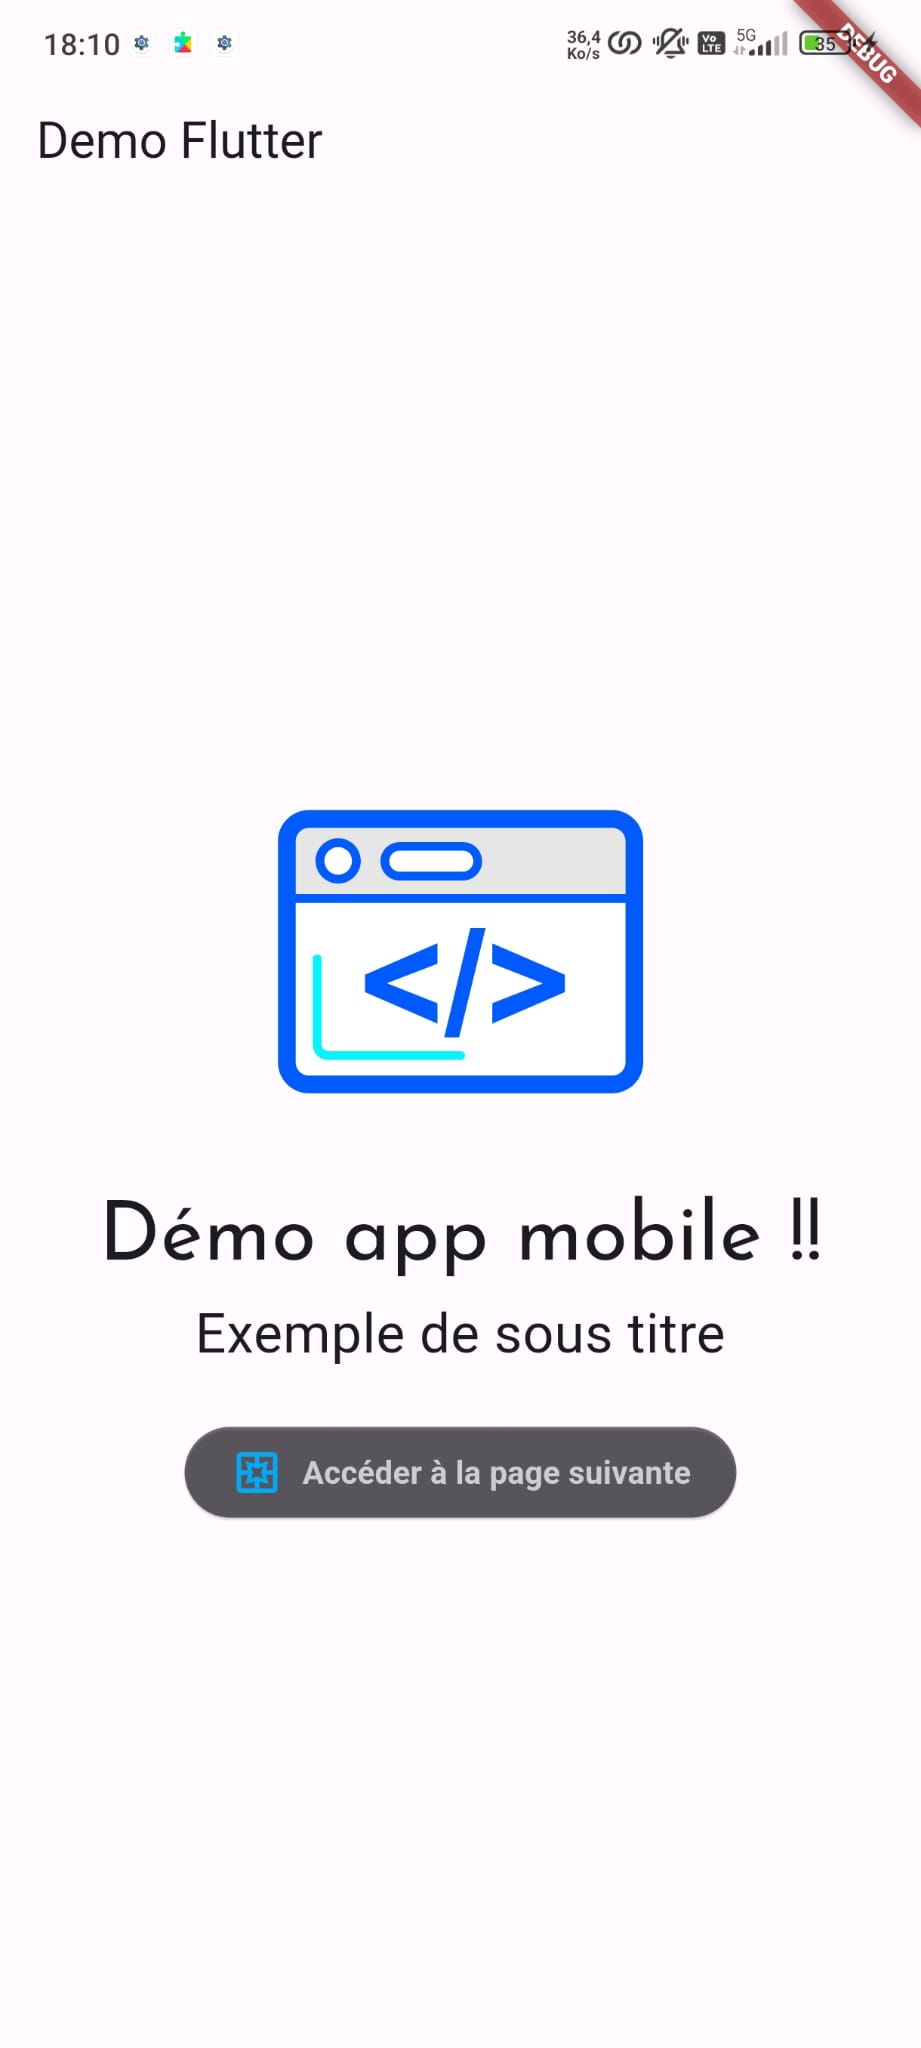 18:10
36,4
Ko/s
Vo
LTE
5G
35
DEBUG
Demo Flutter
</>
Démo app mobile !!
Exemple de sous titre
Accéder à la page suivante